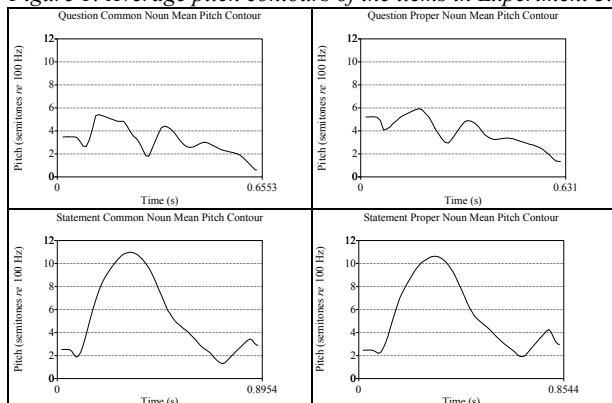 Figure 1. Average pitch contours of the items in Experiment
Question Common Noun Mean Pitch Contour
Pitch (semitones re 100 Hz)
12
10
8
6
4
2
0
0
0.6553
Time (s)
Question Proper Noun Mean Pitch Contour
Pitch (semitones re 100 Hz)
12
10
8
6
4
2
0
0
0.631
Time (s)
Statement Common Noun Mean Pitch Contour
Pitch (semitones re 100 Hz)
12
10
8
6
4
2
0
0
0.8954
Time (s)
Statement Proper Noun Mean Pitch Contour
Pitch (semitones re 100 Hz)
12
10
8
6
4
2
0
0
0.8544
Time (s)